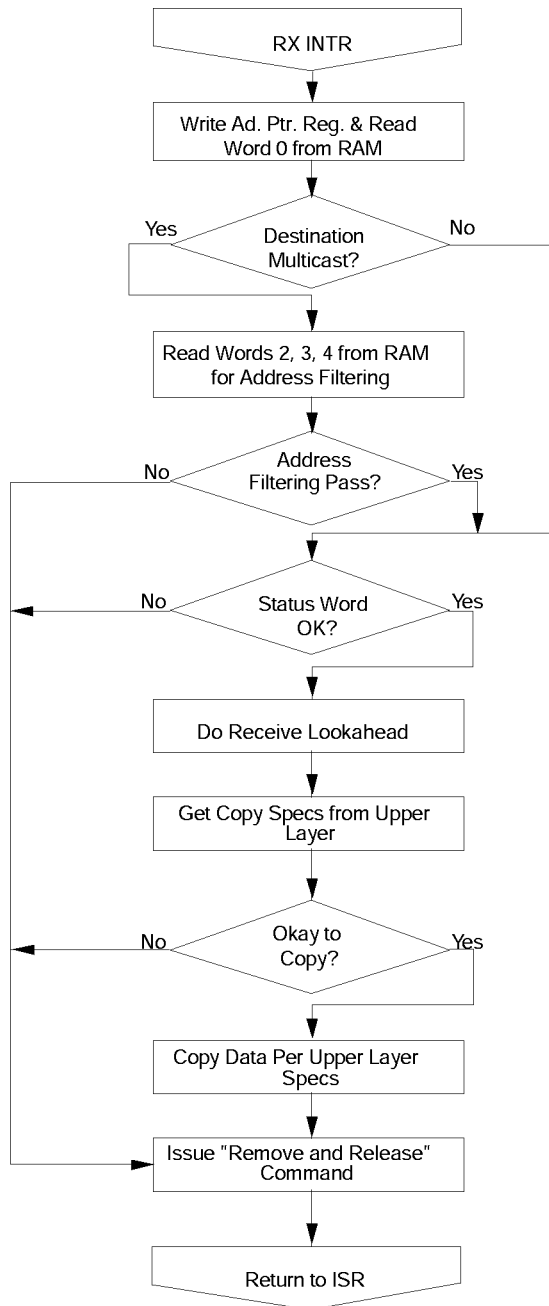 RX INTR
Write Ad. Ptr. Reg. & Read
Word 0 from RAM
Yes
No
Destination
Multicast?
Read Words 2, 3, 4 from RAM
for Address Filtering
No
Address
Yes
Filtering Pass?
No
Status Word
Yes
OK?
Do Receive Lookahead
Get Copy Specs from Upper
Layer
No
Okay to
Yes
Copy?
Copy Data Per Upper Layer
Specs
Issue "Remove and Release"
Command
Return to ISR